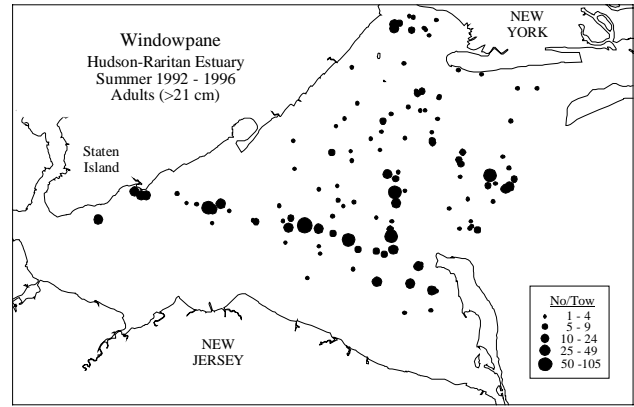 Windowpane
Hudson-Raritan Estuary
Summer 1992 - 1996
Adults (>21 cm)
NEW
YORK
Staten
Island
NEW
JERSEY
No/Tow
1 - 4
5 - 9
10 - 24
25 - 49
50 -105